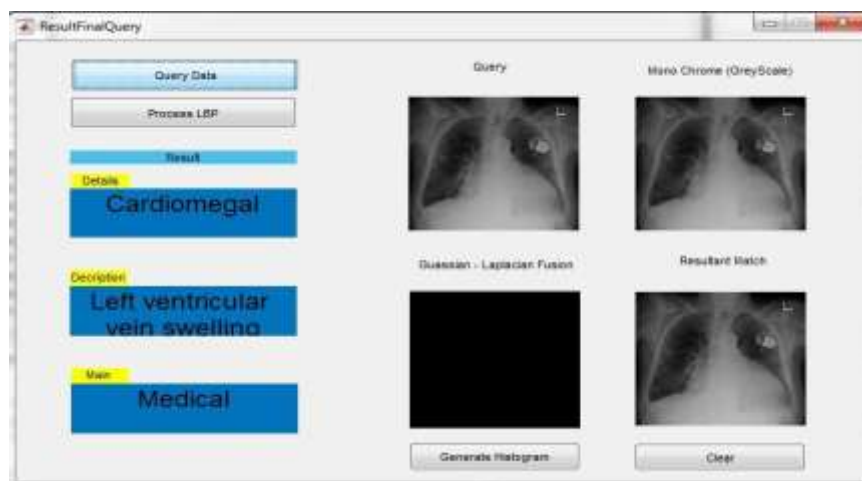 ResultFinalQuery
Query Data
Process LBP
Result
Details
Cardiomegal
Decription
Left ventricular
vein swelling
Main
Medical
Query
Mono Chrome (GreyScale)
L
L
Guassian - Laplacian Fusion
Resultant Match
L
Generate Histogram
Clear